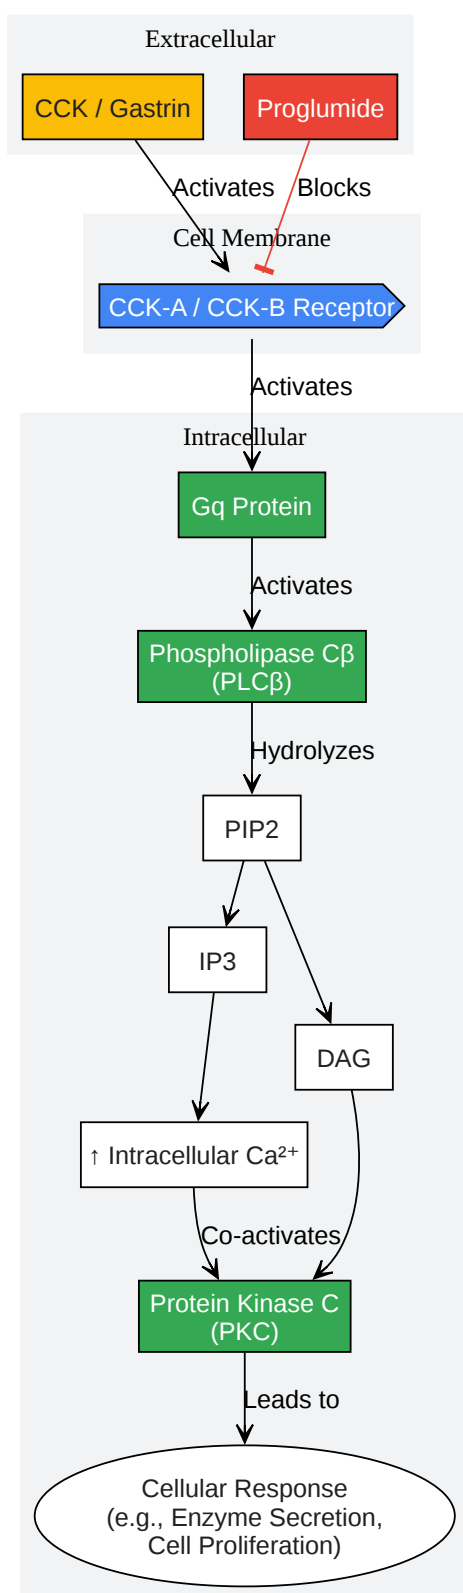 Extracellular
CCK / Gastrin
Proglumide
Activates
Blocks
Cell Membrane
CCK-A / CCK-B Receptor
Activates
Intracellular
Gq Protein
Activates
Phospholipase Cβ
(PLCβ)
Hydrolyzes
PIP2
IP3
DAG
↑ Intracellular Ca²⁺
Co-activates
Protein Kinase C
(PKC)
Leads to
Cellular Response
(e.g., Enzyme Secretion,
Cell Proliferation)